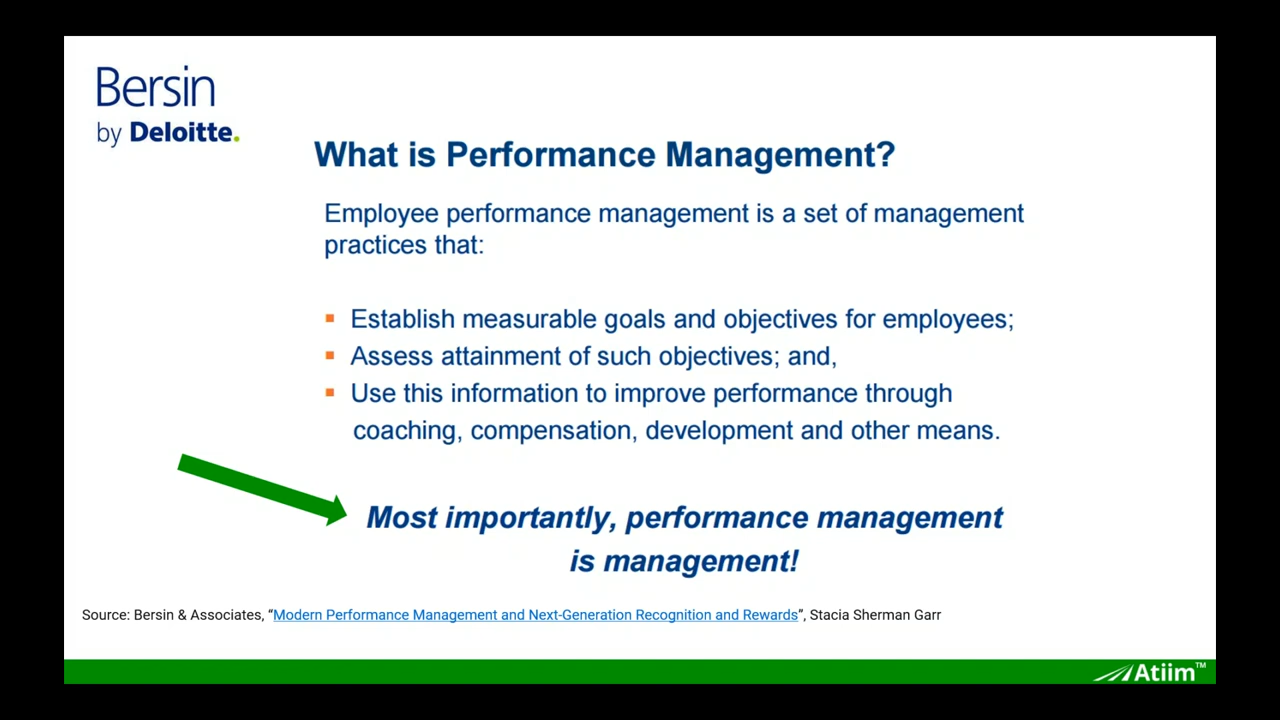 Bersin
by Deloitte.
What is Performance Management?
Employee performance management is a set of management
practices that:
▪ Establish measurable goals and objectives for employees;
▪ Assess attainment of such objectives; and,
▪ Use this information to improve performance through
coaching, compensation, development and other means.
Most importantly, performance management
is management!
Source: Bersin & Associates, “Modern Performance Management and Next-Generation Recognition and Rewards”, Stacia Sherman Garr
Atiim™